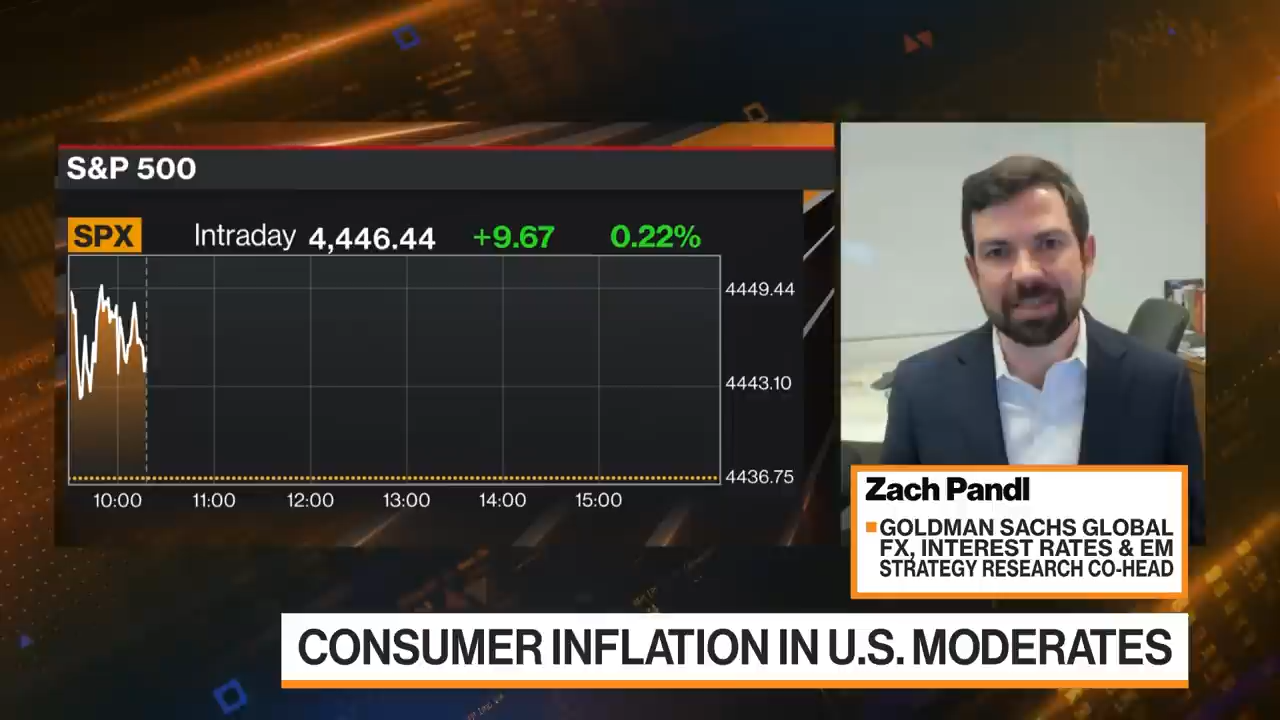 S&P 500
SPX Intraday 4,446.44 +9.67 0.22%
4449.44
4443.10
4436.75
10:00 11:00 12:00 13:00 14:00 15:00
Zach Pandl
GOLDMAN SACHS GLOBAL
FX, INTEREST RATES & EM
STRATEGY RESEARCH CO-HEAD
CONSUMER INFLATION IN U.S. MODERATES